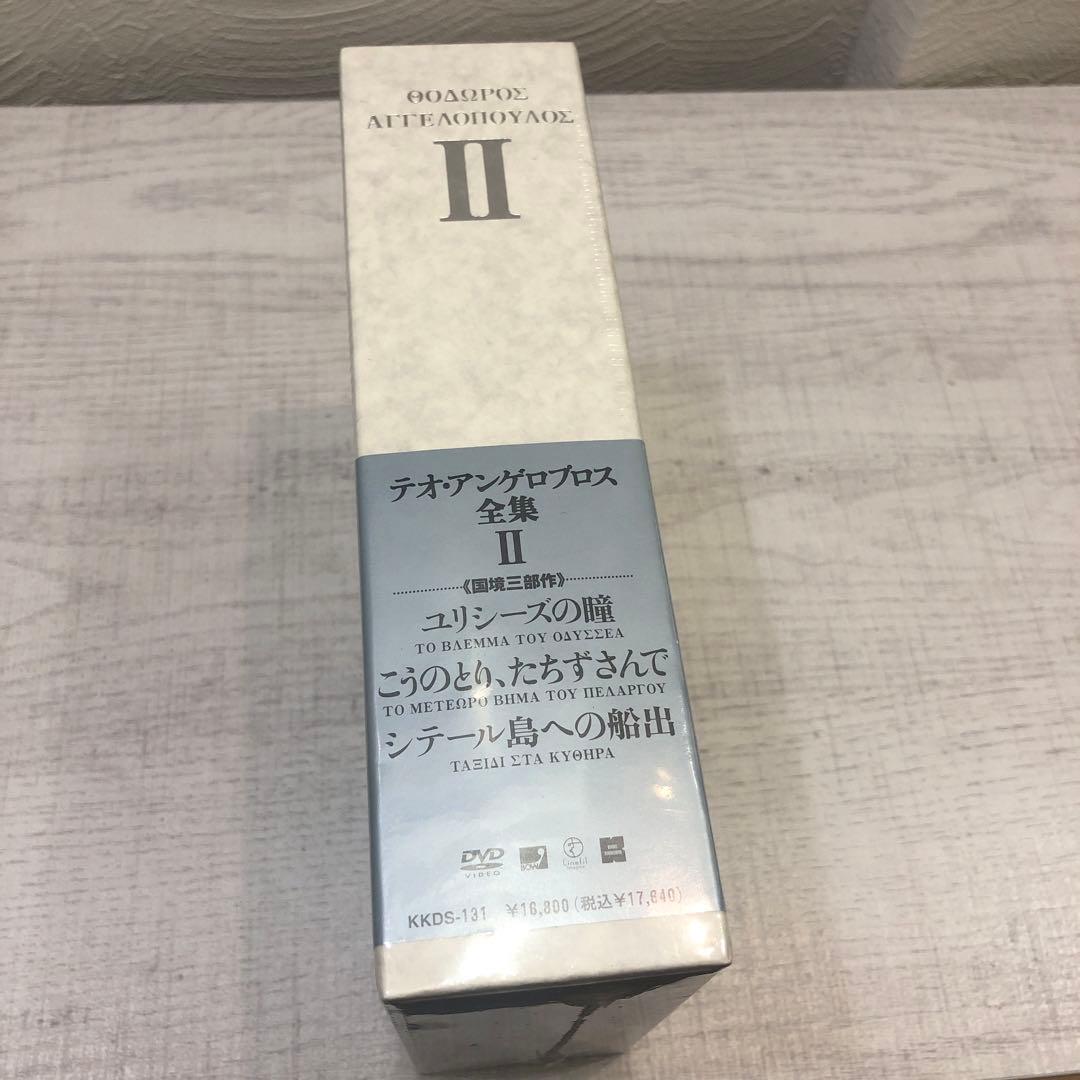 ΘΟΔΩΡΟΣ
ΑΓΓΕΛΟΠΟΥΛΟΣ
II
テオ・アンゲロプロス
全集
II
《国境三部作》
ユリシーズの瞳
ΤΟ ΒΛΕΜΜΑ ΤΟΥ ΟΔΥΣΣΕΑ
こうのとり、たちずさんで
ΤΟ ΜΕΤΕΩΡΟ ΒΗΜΑ ΤΟΥ ΠΕΛΑΡΓΟΥ
シテール島への船出
ΤΑΞΙΔΙ ΣΤΑ ΚΥΘΗΡΑ
DVD
VIDEO
KKDS-131 ¥16,800(税込¥17,640)